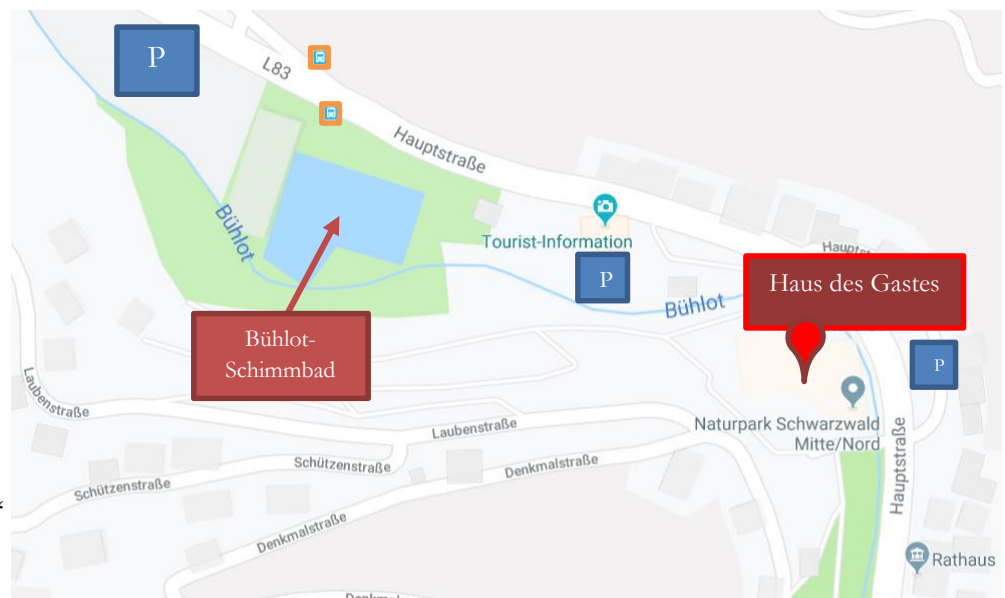 P
L83
Hauptstraße
Bühlot
Tourist-Information
P
Hauptst
Haus des Gastes
Bühlot
Bühlot-
Schimmbad
P
Laubenstraße
Naturpark Schwarzwald
Mitte/Nord
Laubenstraße
Hauptstraße
Schützenstraße
Denkmalstraße
Schützenstraße
Denkmalstraße
Rathaus